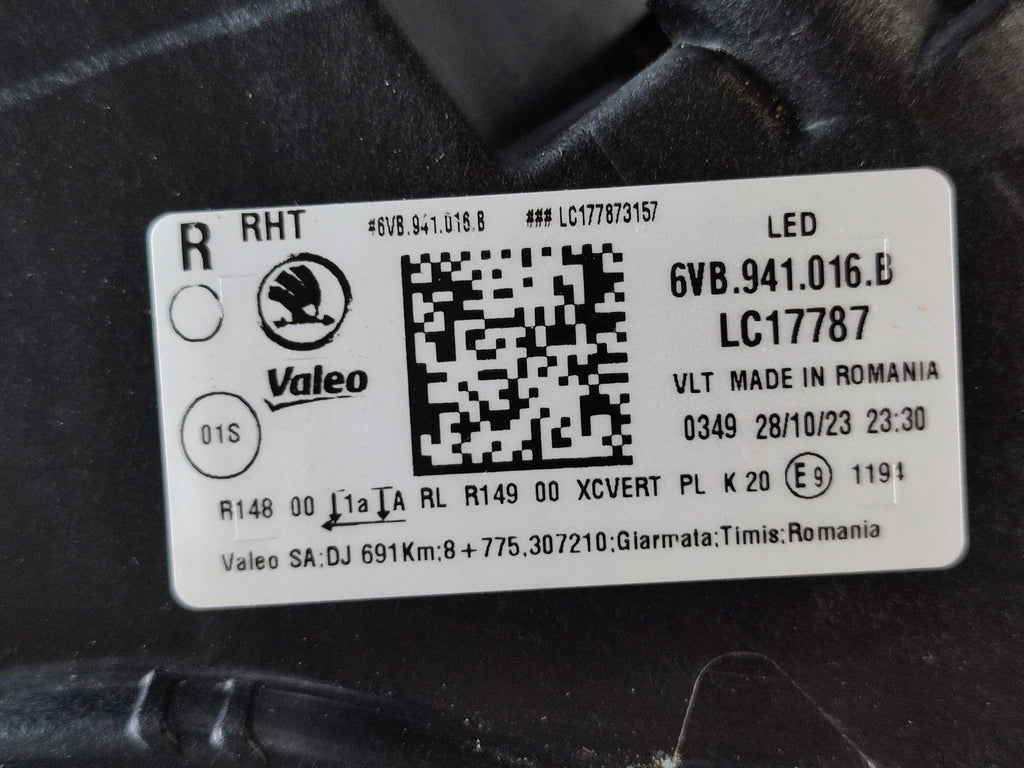 R RHT #6VB.941.016.B ### LC177873157
LED
6VB.941.016.B
LC17787
Valeo
VLT MADE IN ROMANIA
01S
0349 28/10/23 23:30
R148 00 1a A RL R149 00 XCVERT PL K 20 E9 1194
Valeo SA;DJ 691Km;8+775,307210;Giarmata;Timis;Romania